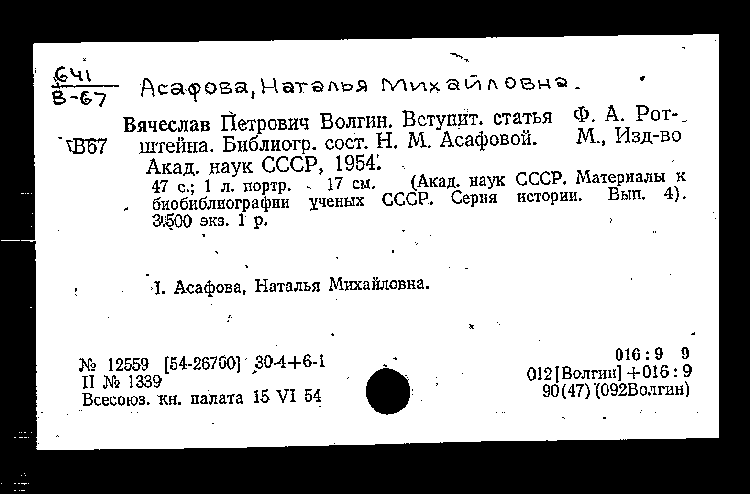 641
В-67
Асафова, Наталья Михайловна.
Вячеслав Петрович Волгин. Вступит. статья Ф. А. Рот-
В67 штейна. Библиогр. сост. Н. М. Асафовой. М., Изд-во
Акад. наук СССР, 1954.
47 с.; 1 л. портр. 17 см. (Акад. наук СССР. Материалы к
биобиблиографии ученых СССР. Серия истории. Вып. 4).
3500 экз. 1 р.
I. Асафова, Наталья Михайловна.
№ 12559 [54-26700] 30-4+6-1
П № 1339
Всесоюз. кн. палата 15 VI 54
016:9 9
012[Волгин]+016:9
90(47)(092Волгин)